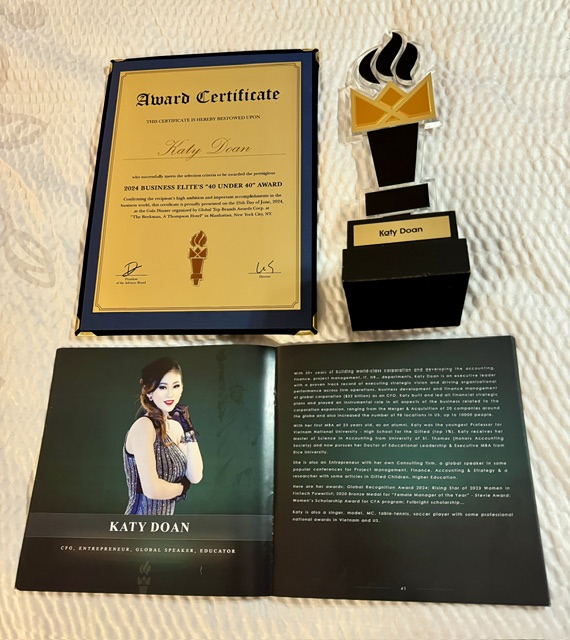 Award Certificate
THIS CERTIFICATE IS HEREBY BESTOWED UPON
Katy Doan
who successfully meets the selection criteria to be awarded the prestigious
2024 BUSINESS ELITE'S "40 UNDER 40" AWARD
Confirming the recipient's high ambition and important accomplishments in the
business world, this certificate is proudly presented on the 25th Day of June, 2024,
at the Gala Dinner organized by Global Top Brands Awards Corp. at
"The Beekman, A Thompson Hotel" in Manhattan, New York City, NY.
President
of the Advisory Board
Director
Katy Doan
KATY DOAN
CFO, ENTREPRENEUR, GLOBAL SPEAKER, EDUCATOR
With 20+ years of building world-class corporation and developing the accounting,
finance, project management, IT, HR... departments, Katy Doan is an executive leader
with a proven track record of executing strategic vision and driving organizational
performance across firm operations, business development and finance management
of global corporation ($22 billion) as an CFO. Katy built and led all financial strategic
plans and played an instrumental role in all aspects of the business related to the
corporation expansion, ranging from the Merger & Acquisition of 20 companies around
the globe and also increased the number of 98 locations in US, up to 10000 people.
With her first MBA at 23 years old, as an alumni, Katy was the youngest Professor for
Vietnam National University - High School for the Gifted (top 1%). Katy receives her
Master of Science in Accounting from University of St. Thomas (Honors Accounting
Society) and now pursues her Doctor of Educational Leadership & Executive MBA from
Rice University.
She is also an Entrepreneur with her own Consulting firm, a global speaker in some
popular conferences for Project management, Finance, Accounting & Strategy & a
researcher with some articles in Gifted Children, Higher Education.
Here are her awards: Global Recognition Award 2024; Rising Star of 2023 Women in
FinTech Powerlist; 2020 Bronze Medal for "Female Manager of the Year" - Stevie Award;
Women's Scholarship Award for CFA program; Fulbright scholarship...
Katy is also a singer, model, MC, table-tennis, soccer player with some professional
national awards in Vietnam and US.